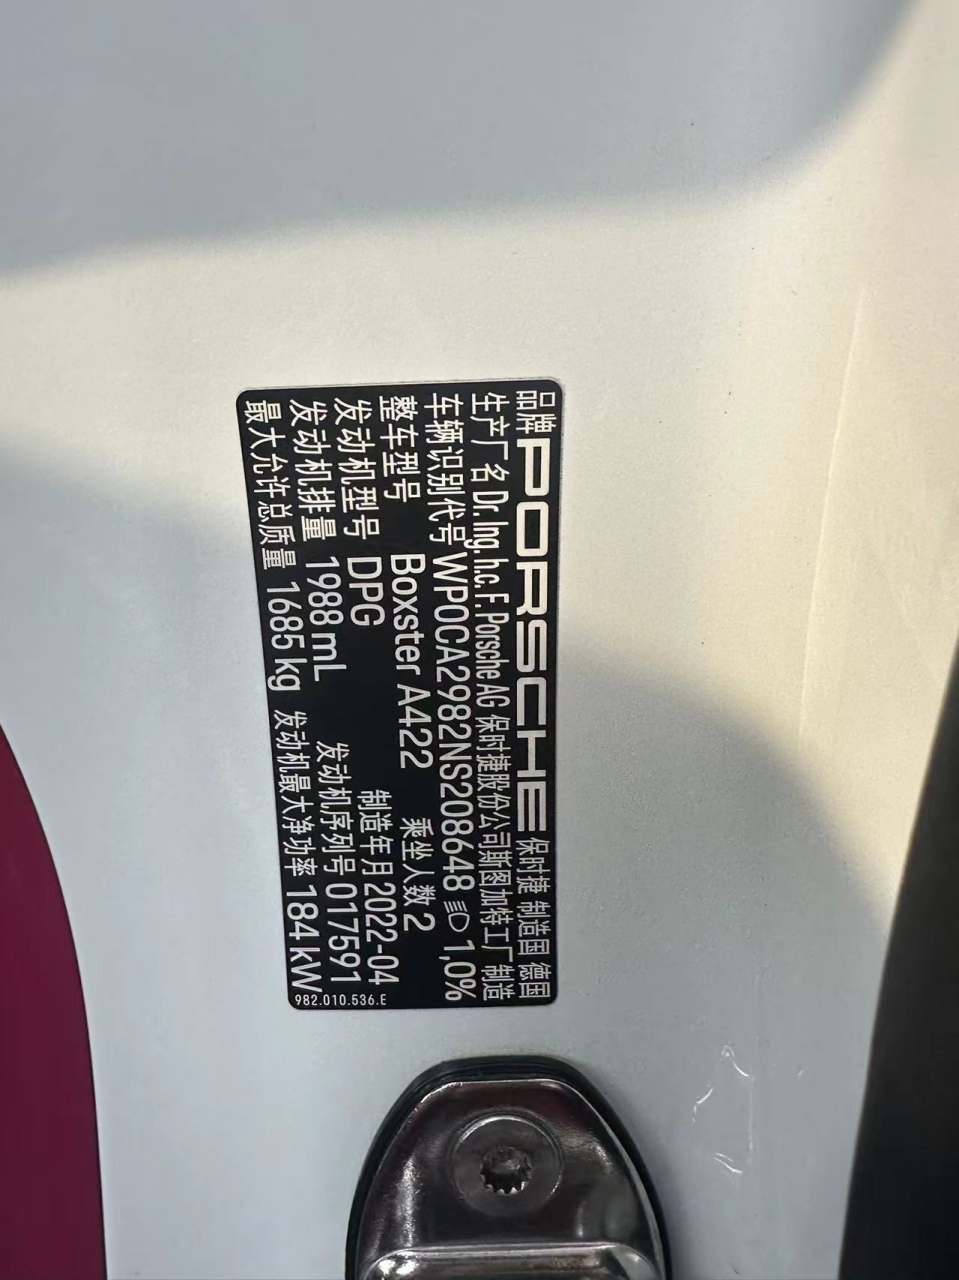 品牌 PORSCHE 保时捷 制造国 德国
生产厂名 Dr. Ing. h.c. F. Porsche AG 保时捷股份公司斯图加特工厂制造
车辆识别代号 WP0CA2982NS208648 1,0%
整车型号 Boxster A422 乘坐人数 2
发动机型号 DPG 制造年月 2022-04
发动机排量 1988 mL 发动机序列号 017591
最大允许总质量 1685 kg 发动机最大净功率 184 kW
982.010.536.E